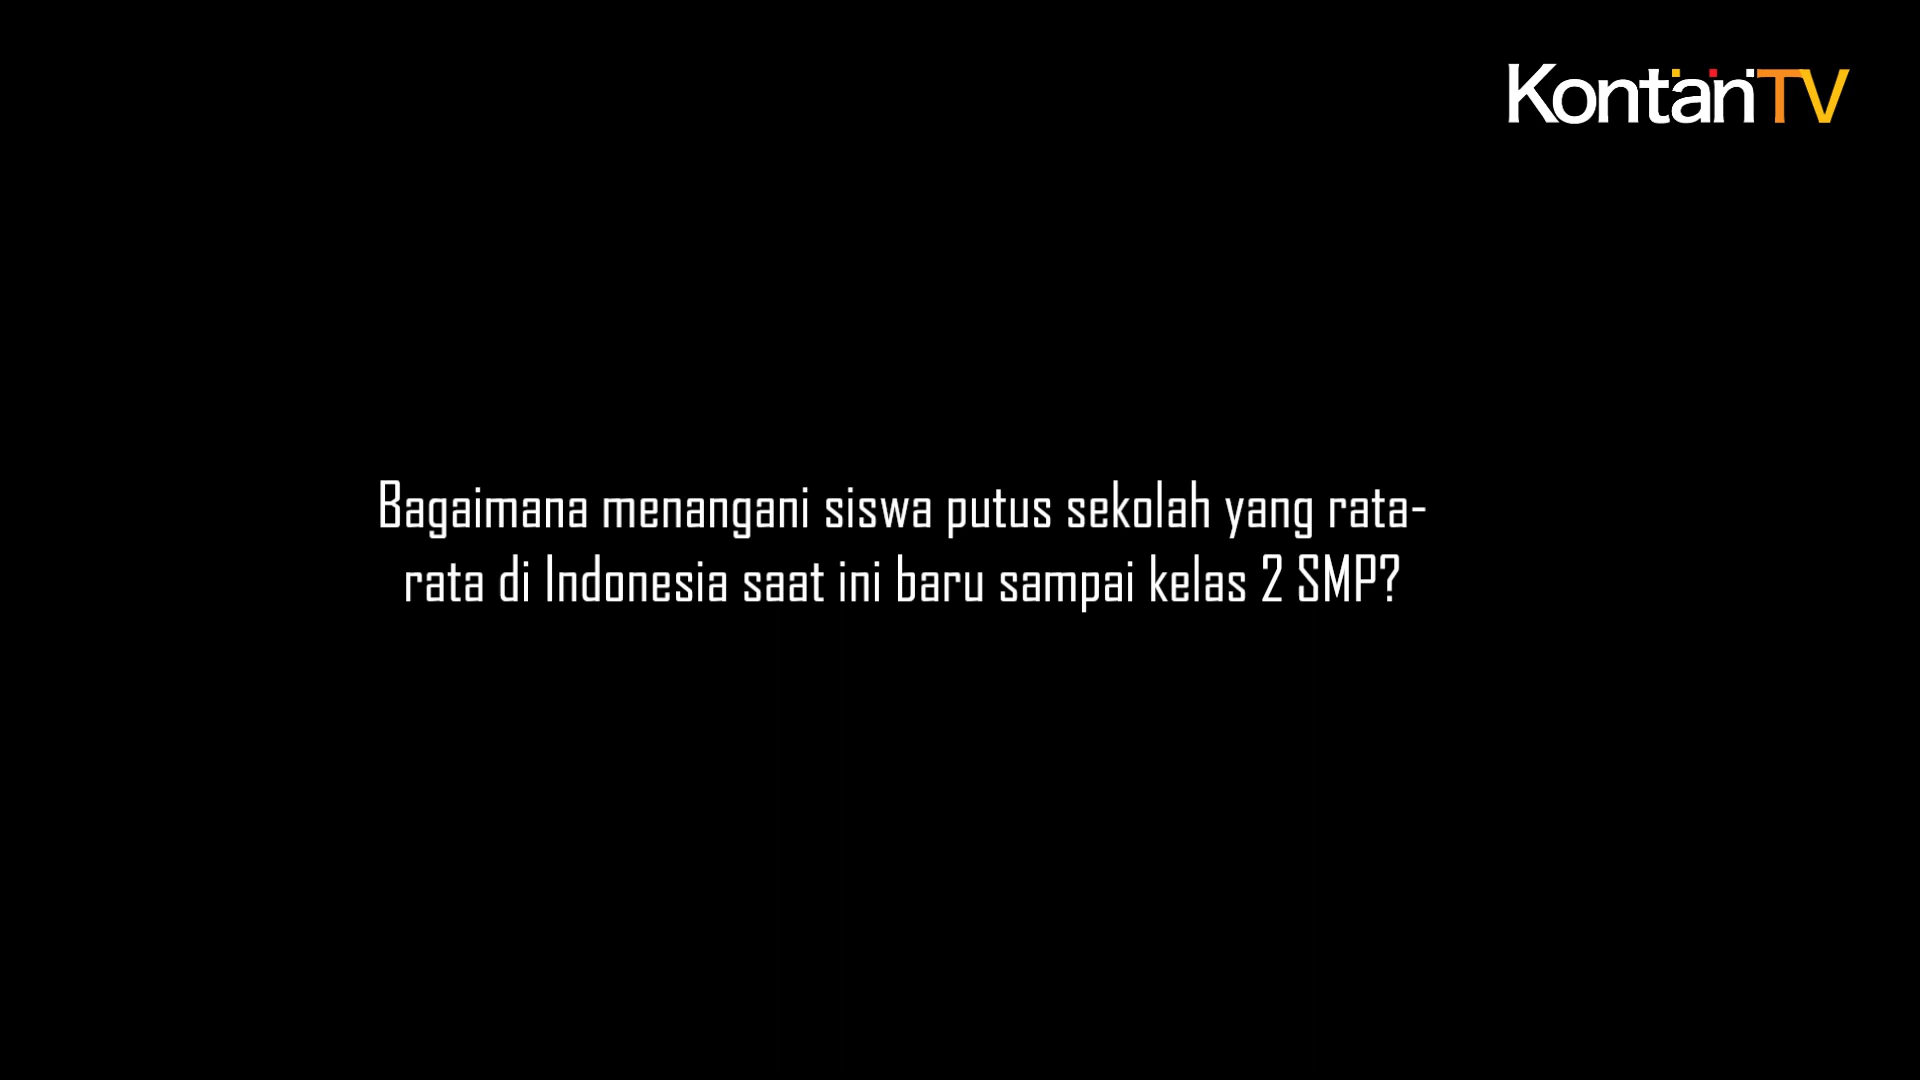 KontanTV
Bagaimana menangani siswa putus sekolah yang rata-
rata di Indonesia saat ini baru sampai kelas 2 SMP?